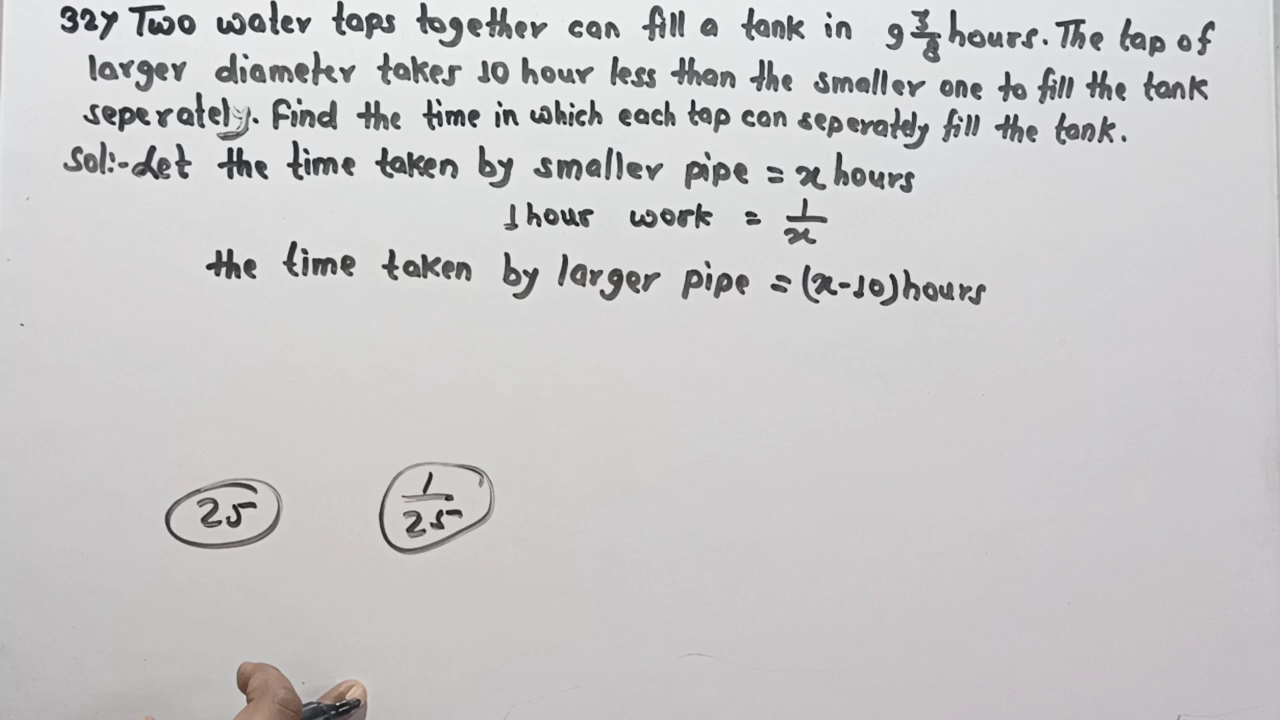 32y Two water taps together can fill a tank in 9 3/8 hours. The tap of
larger diameter takes 10 hour less than the smaller one to fill the tank
seperately. Find the time in which each tap can seperately fill the tank.
Sol:- Let the time taken by smaller pipe = x hours
1 hour work = 1/x
the time taken by larger pipe = (x-10) hours
25 1/25